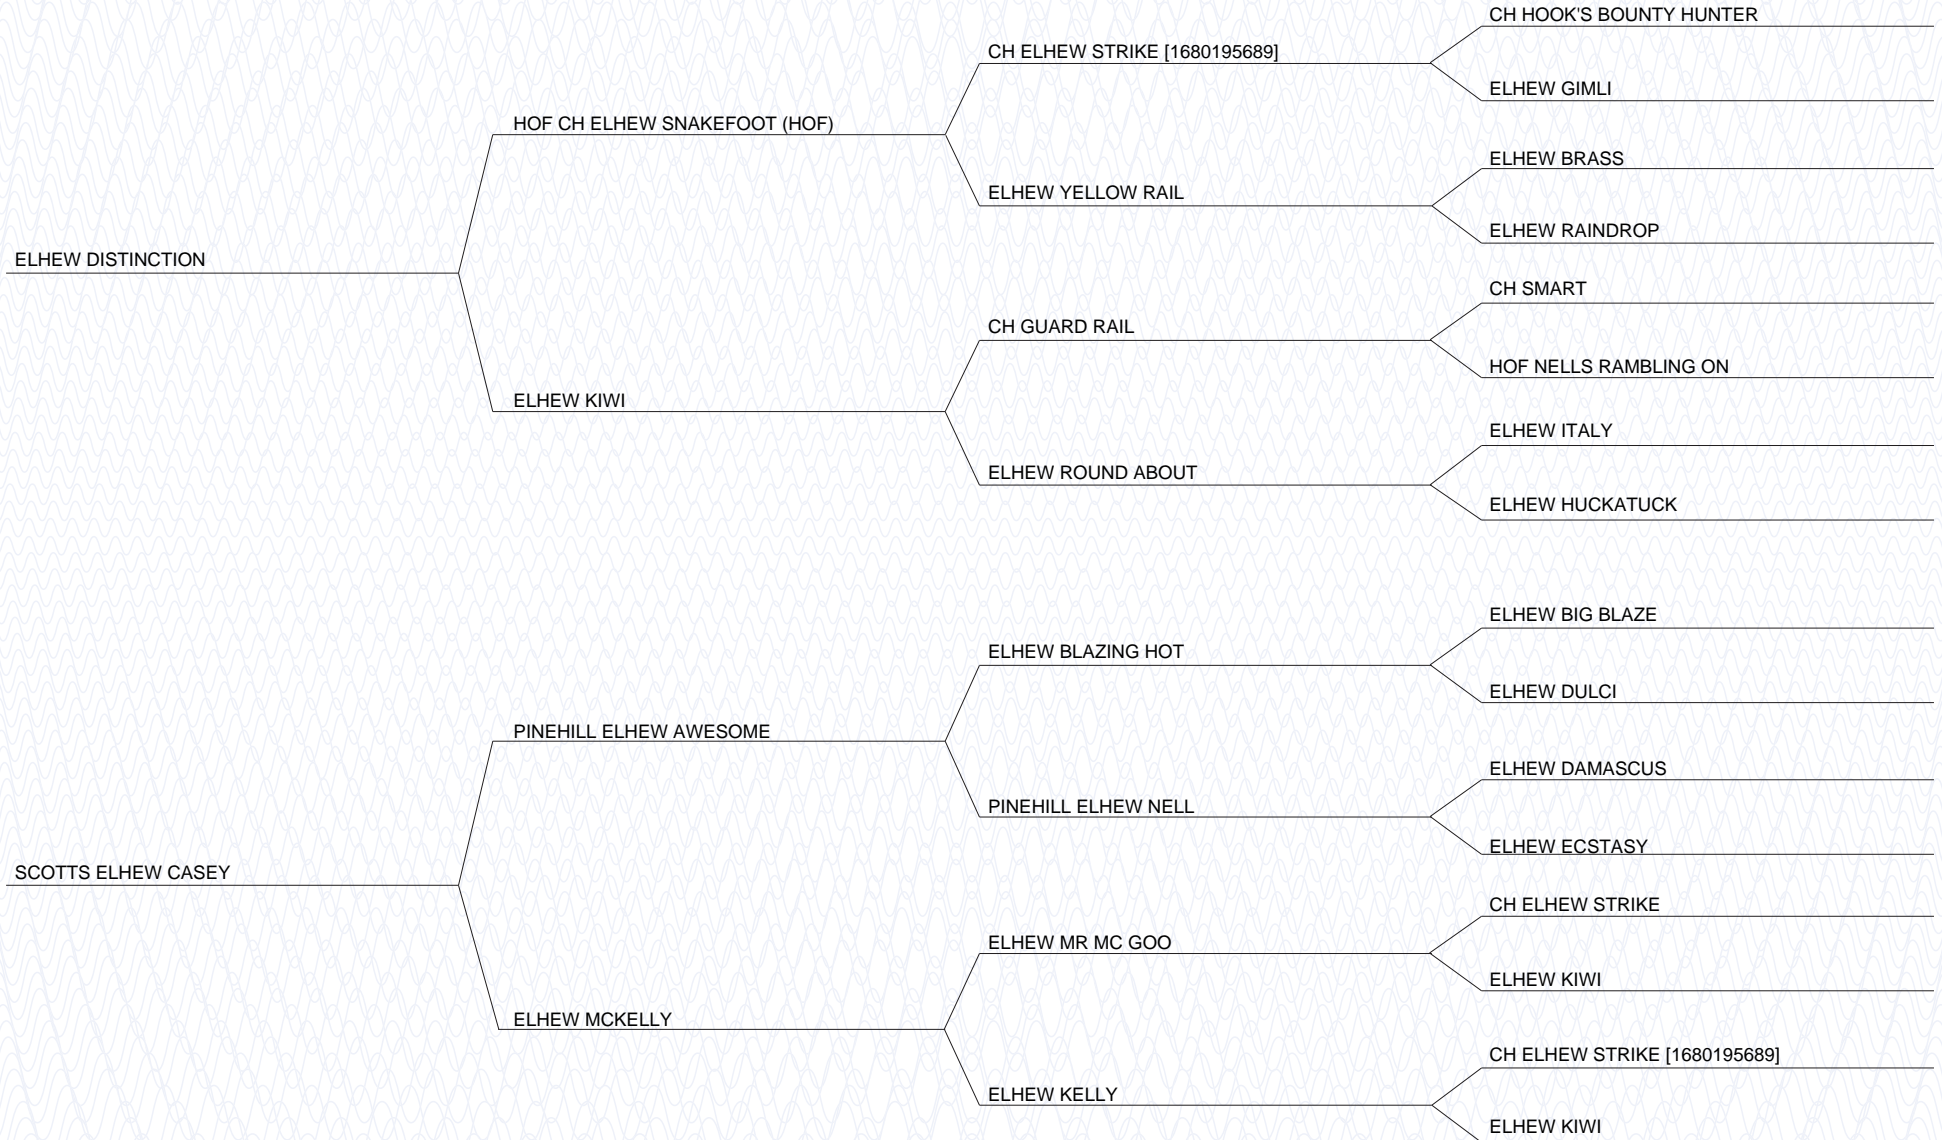 CH HOOK'S BOUNTY HUNTER
CH ELHEW STRIKE [1680195689]
ELHEW GIMLI
HOF CH ELHEW SNAKEFOOT (HOF)
ELHEW BRASS
ELHEW YELLOW RAIL
ELHEW RAINDROP
ELHEW DISTINCTION
CH SMART
CH GUARD RAIL
HOF NELLS RAMBLING ON
ELHEW KIWI
ELHEW ITALY
ELHEW ROUND ABOUT
ELHEW HUCKATUCK
ELHEW BIG BLAZE
ELHEW BLAZING HOT
ELHEW DULCI
PINEHILL ELHEW AWESOME
ELHEW DAMASCUS
PINEHILL ELHEW NELL
ELHEW ECSTASY
SCOTTS ELHEW CASEY
CH ELHEW STRIKE
ELHEW MR MC GOO
ELHEW KIWI
ELHEW MCKELLY
CH ELHEW STRIKE [1680195689]
ELHEW KELLY
ELHEW KIWI